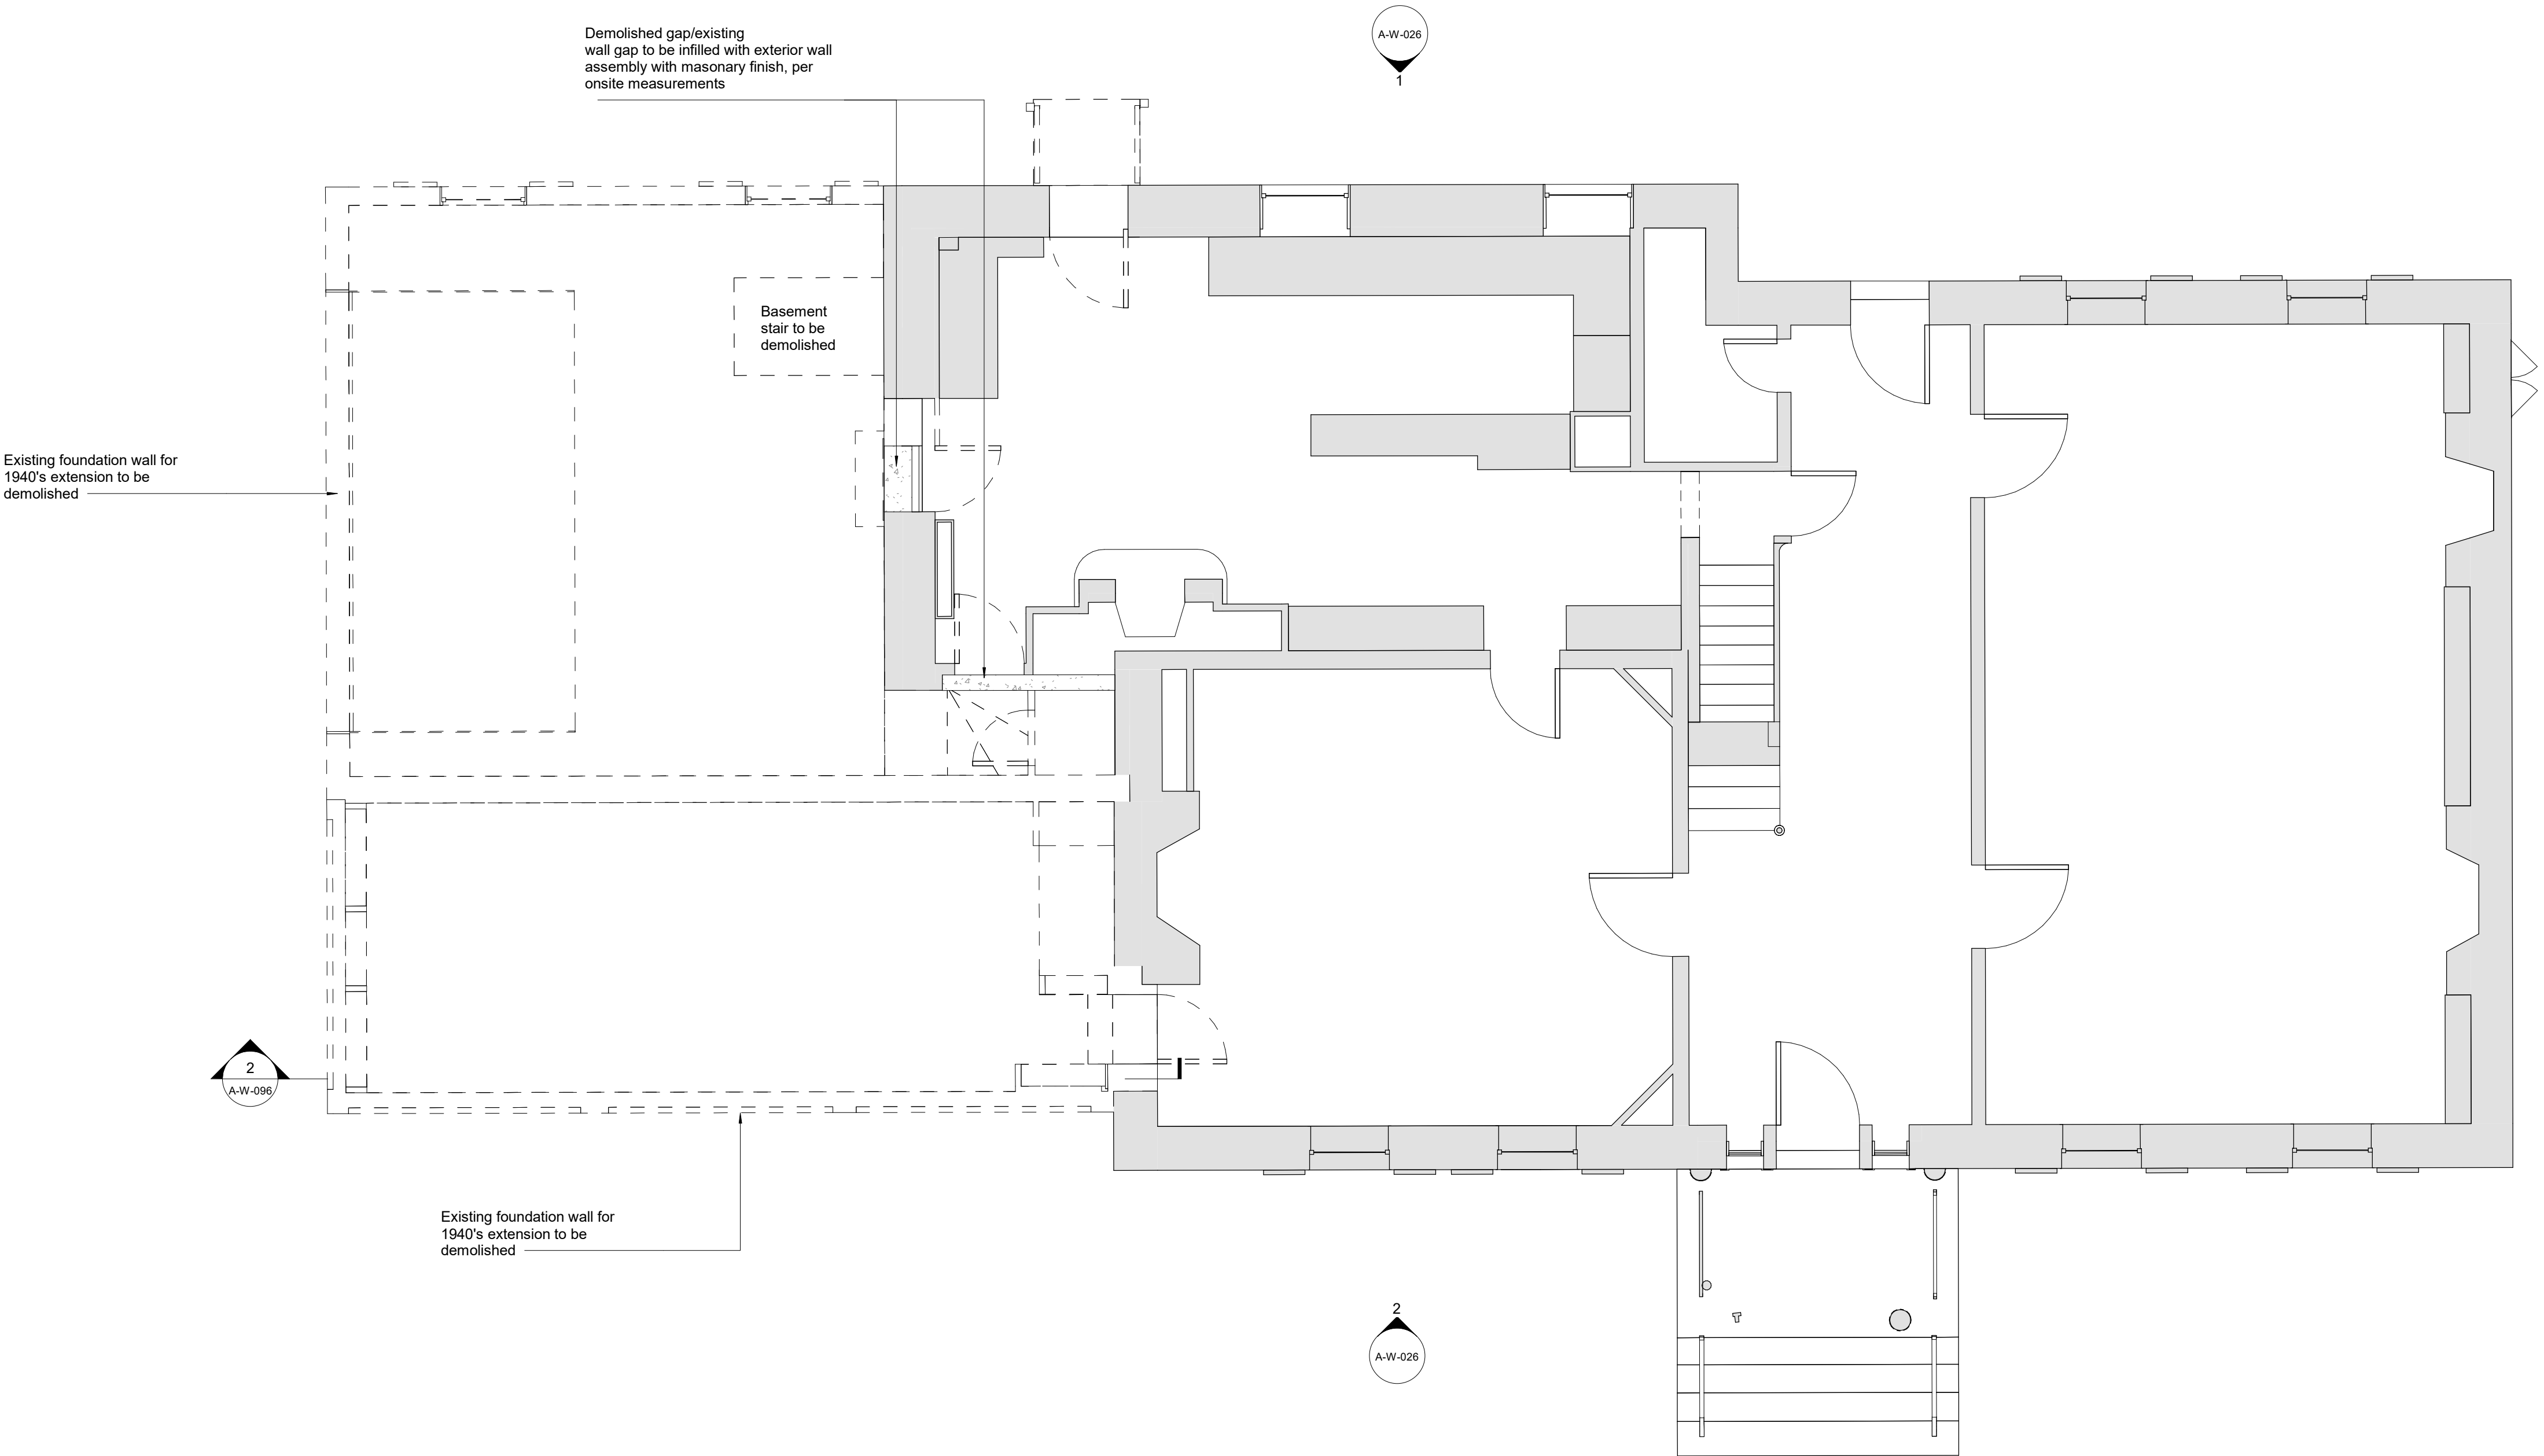 Demolished gap/existing
wall gap to be infilled with exterior wall
assembly with masonary finish, per
onsite measurements
A-W-026
1
Basement
stair to be
demolished
Existing foundation wall for
1940's extension to be
demolished
2
A-W-096
Existing foundation wall for
1940's extension to be
demolished
2
A-W-026